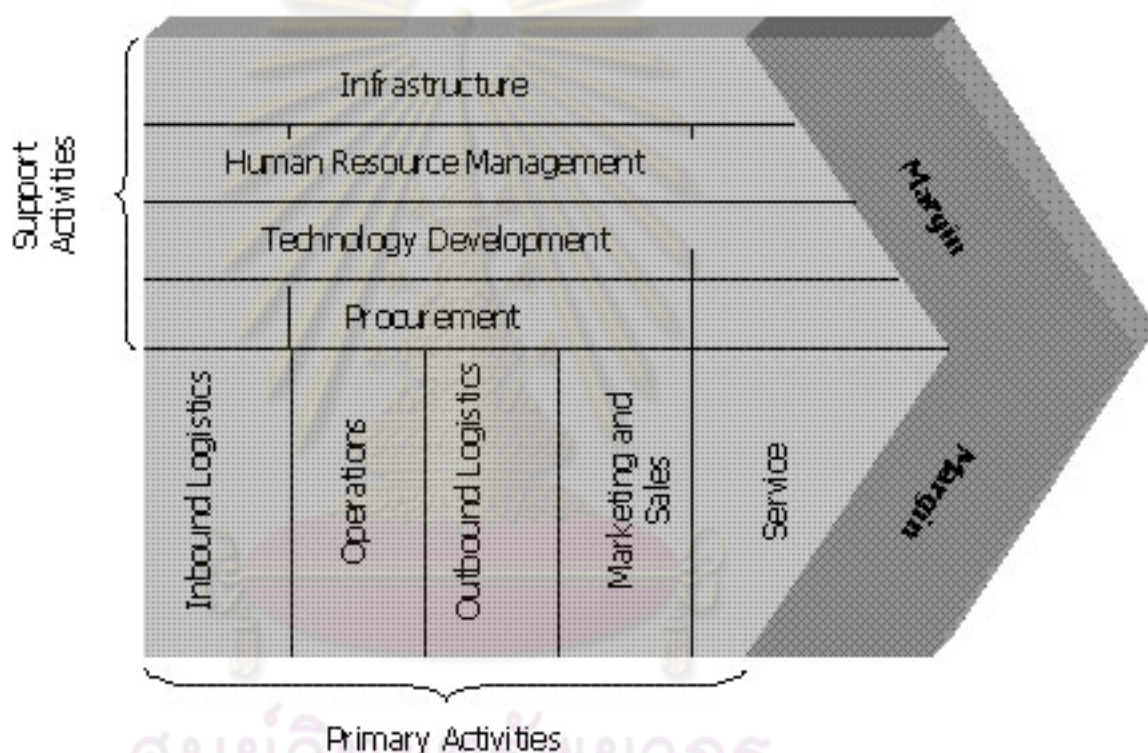 Support
Activities
Infrastructure
Human Resource Management
Technology Development
Procurement
Inbound Logistics
Operations
Outbound Logistics
Marketing and
Sales
Service
Margin
Margin
Primary Activities